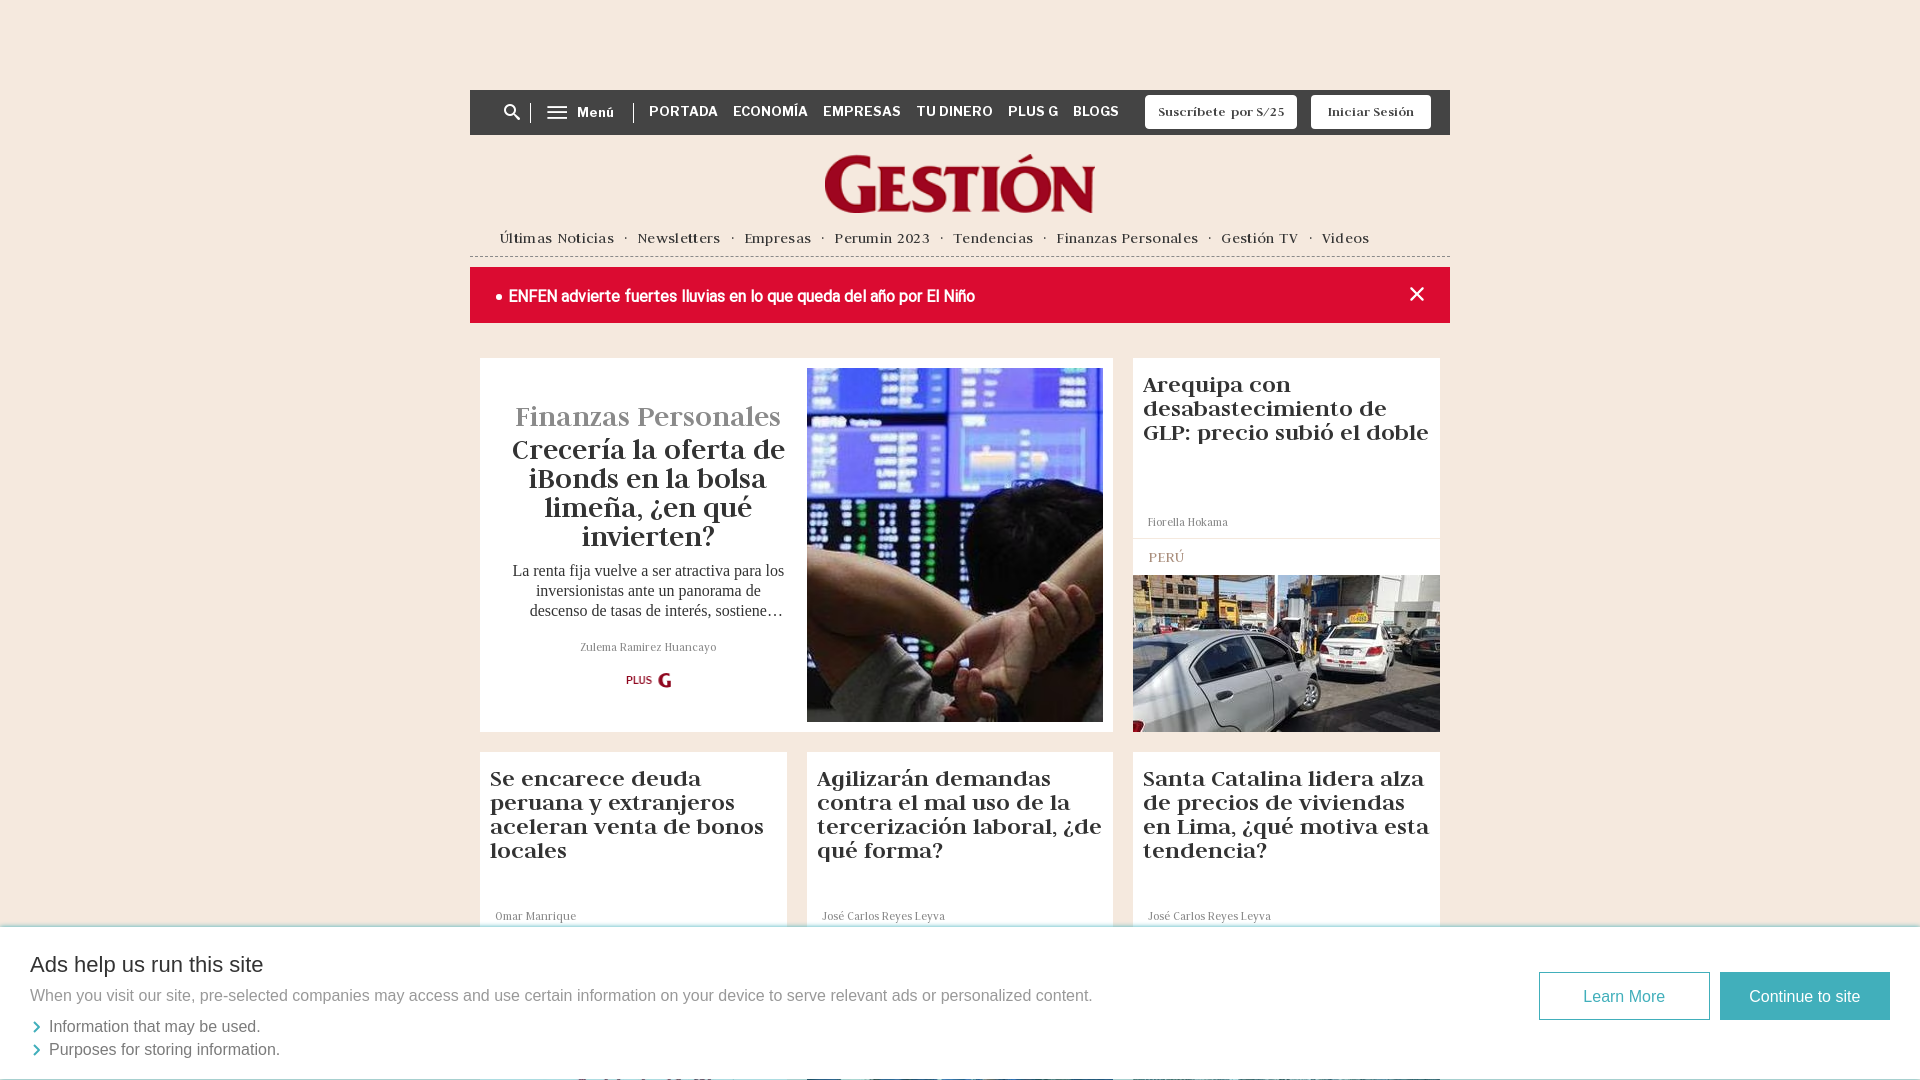 Menú
PORTADA ECONOMÍA EMPRESAS TU DINERO PLUS G BLOGS
Suscríbete por S/25
Iniciar Sesión
GESTIÓN
Últimas Noticias · Newsletters · Empresas · Perumin 2023 · Tendencias · Finanzas Personales · Gestión TV · Videos
• ENFEN advierte fuertes lluvias en lo que queda del año por El Niño
Finanzas Personales
Crecería la oferta de
iBonds en la bolsa
limeña, ¿en qué
invierten?
La renta fija vuelve a ser atractiva para los
inversionistas ante un panorama de
descenso de tasas de interés, sostiene…
Zulema Ramirez Huancayo
PLUS G
Arequipa con
desabastecimiento de
GLP: precio subió el doble
Fiorella Hokama
PERÚ
Se encarece deuda
peruana y extranjeros
aceleran venta de bonos
locales
Omar Manrique
Agilizarán demandas
contra el mal uso de la
tercerización laboral, ¿de
qué forma?
José Carlos Reyes Leyva
Santa Catalina lidera alza
de precios de viviendas
en Lima, ¿qué motiva esta
tendencia?
José Carlos Reyes Leyva
Ads help us run this site
When you visit our site, pre-selected companies may access and use certain information on your device to serve relevant ads or personalized content.
Information that may be used.
Purposes for storing information.
Learn More
Continue to site